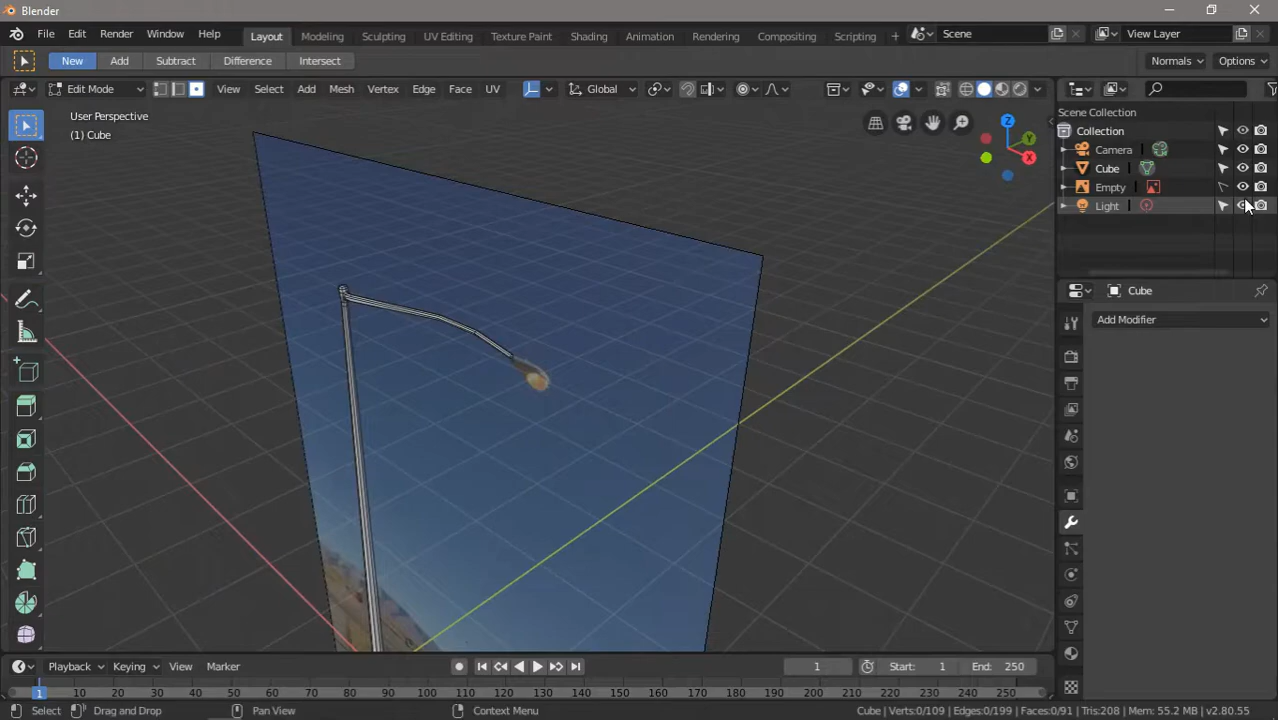 Blender
File Edit Render Window Help Layout Modeling Sculpting UV Editing Texture Paint Shading Animation Rendering Compositing Scripting + Scene View Layer
New Add Subtract Difference Intersect Normals Options
Edit Mode View Select Add Mesh Vertex Edge Face UV Global
User Perspective
(1) Cube
Z
Y
X
Scene Collection
Collection
Camera
Cube
Empty
Light
Cube
Add Modifier
Playback Keying View Marker 1 Start: 1 End: 250
1 10 20 30 40 50 60 70 80 90 100 110 120 130 140 150 160 170 180 190 200 210 220 230 240 250
Select Drag and Drop Pan View Context Menu Cube | Verts:0/109 | Edges:0/199 | Faces:0/91 | Tris:208 | Mem: 55.2 MB | v2.80.55